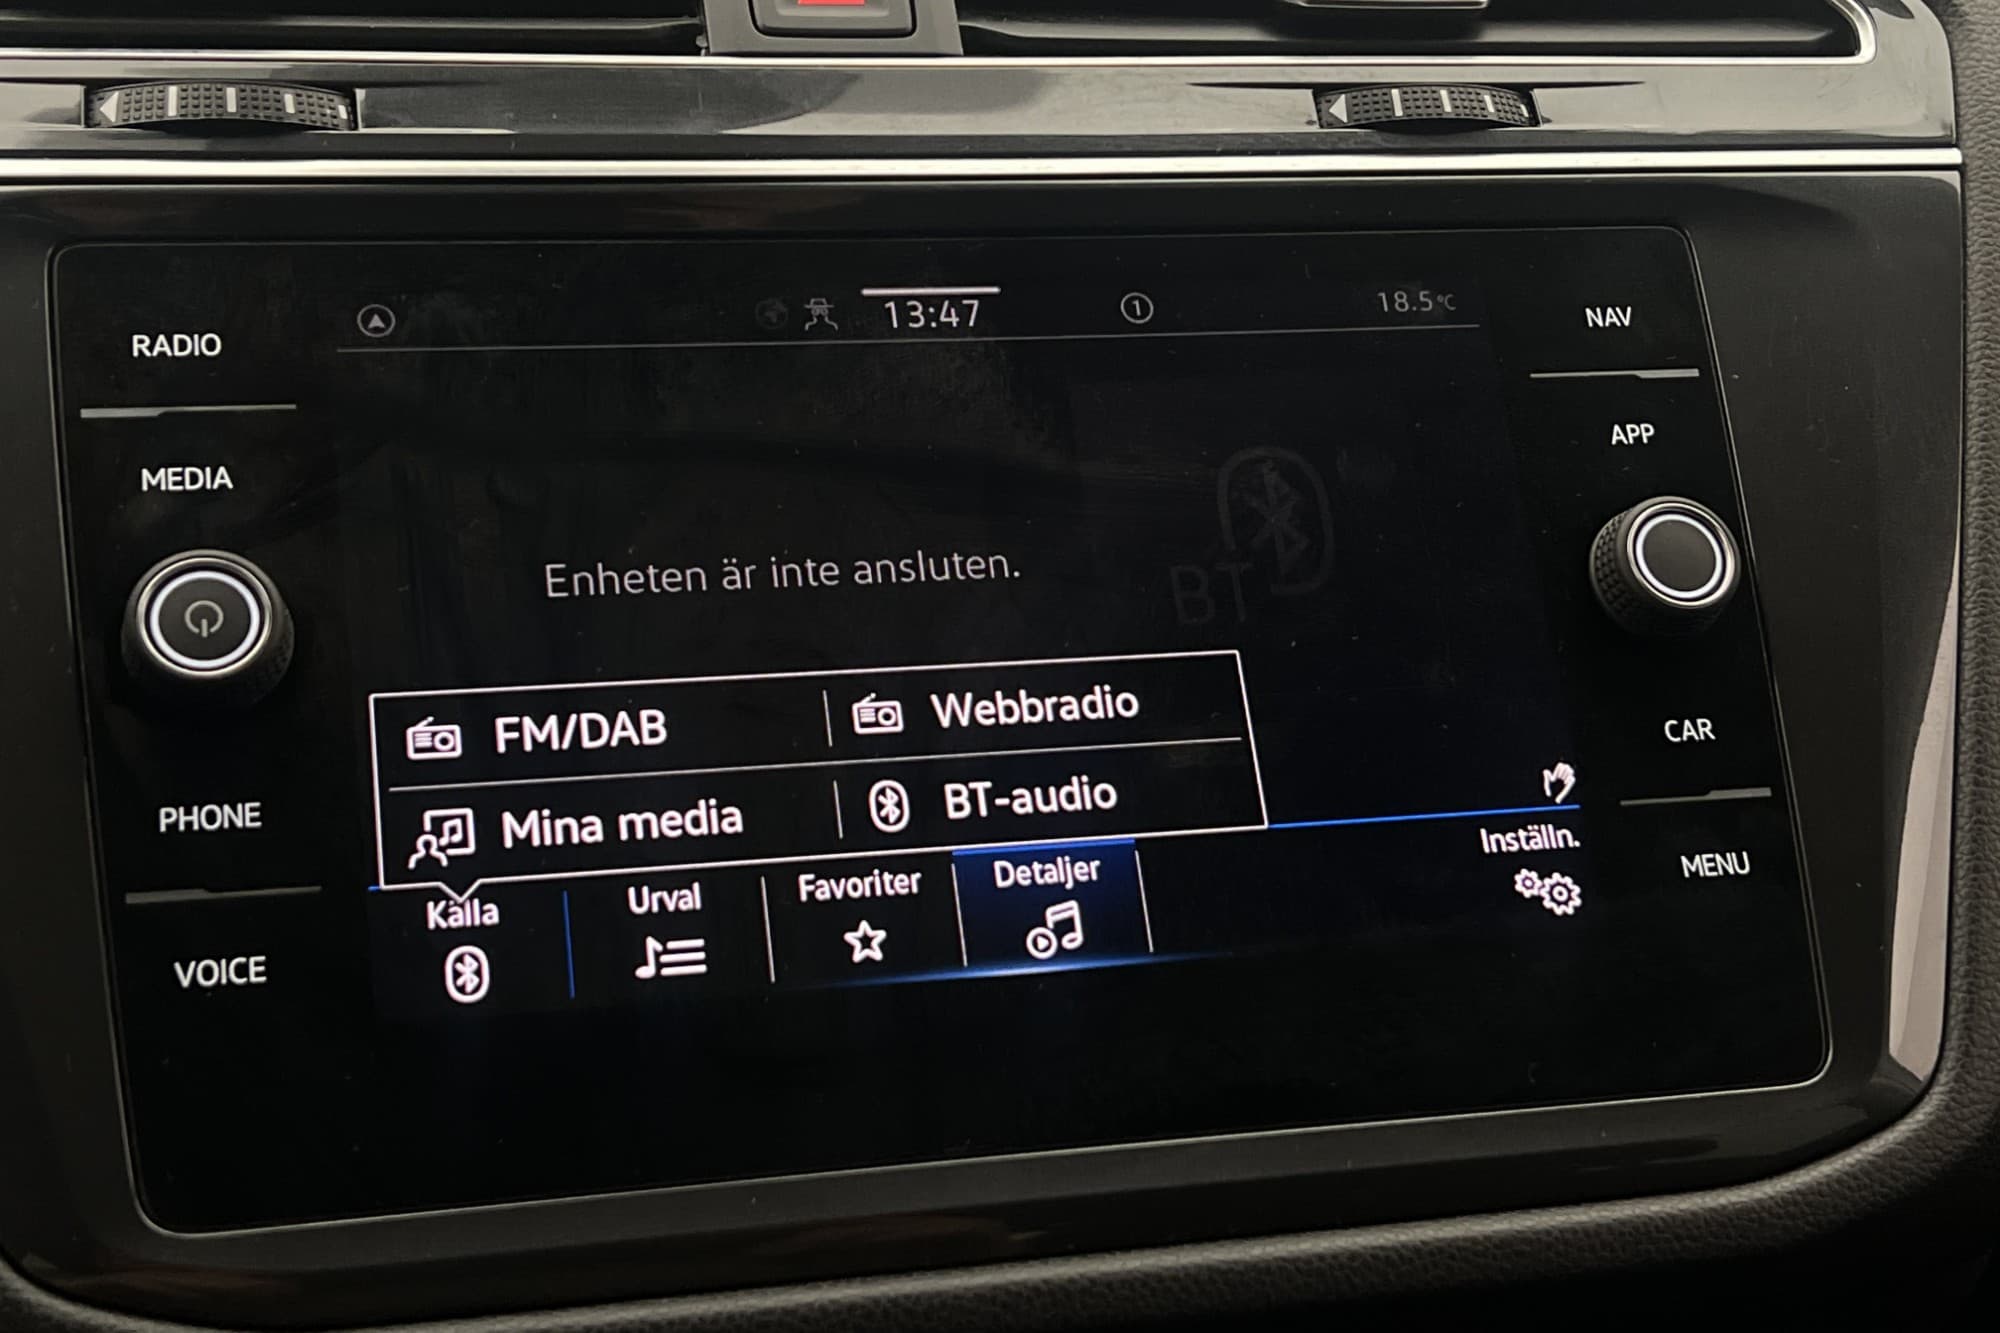 13:47
1
18.5°C
RADIO
MEDIA
PHONE
VOICE
NAV
APP
CAR
MENU
Enheten är inte ansluten.
BT
FM/DAB
Webbradio
Mina media
BT-audio
Källa
Urval
Favoriter
Detaljer
Inställn.